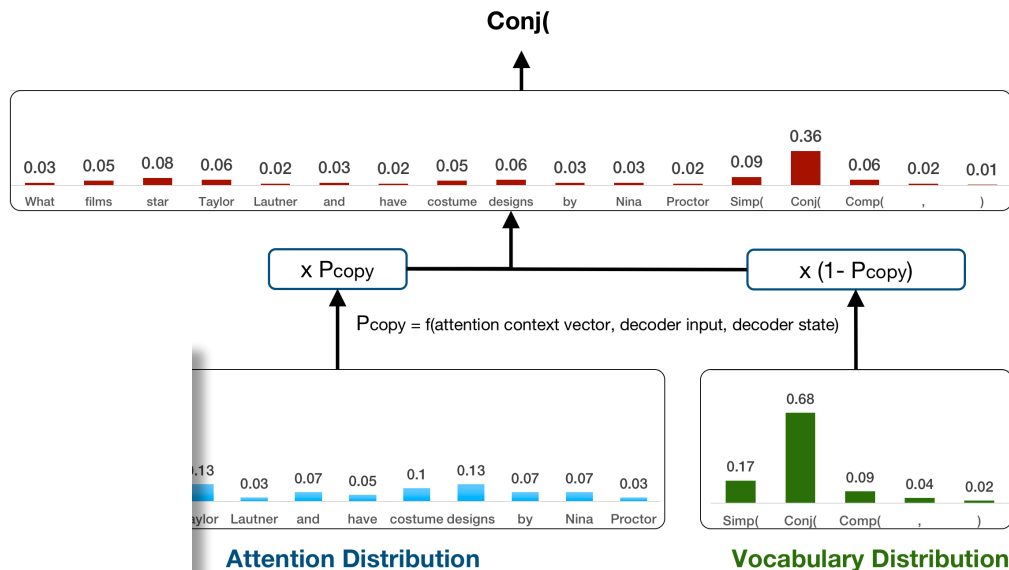 Conj(
0.03 0.05 0.08 0.06 0.02 0.03 0.02 0.05 0.06 0.03 0.03 0.02 0.09 0.36 0.06 0.02 0.01
What films star Taylor Lautner and have costume designs by Nina Proctor Simp( Conj( Comp( , )
x Pcopy x (1- Pcopy)
Pcopy = f(attention context vector, decoder input, decoder state)
.13 0.03 0.07 0.05 0.1 0.13 0.07 0.07 0.03
aylor Lautner and have costume designs by Nina Proctor
0.17 0.68 0.09 0.04 0.02
Simp( Conj( Comp( , )
Attention Distribution Vocabulary Distribution